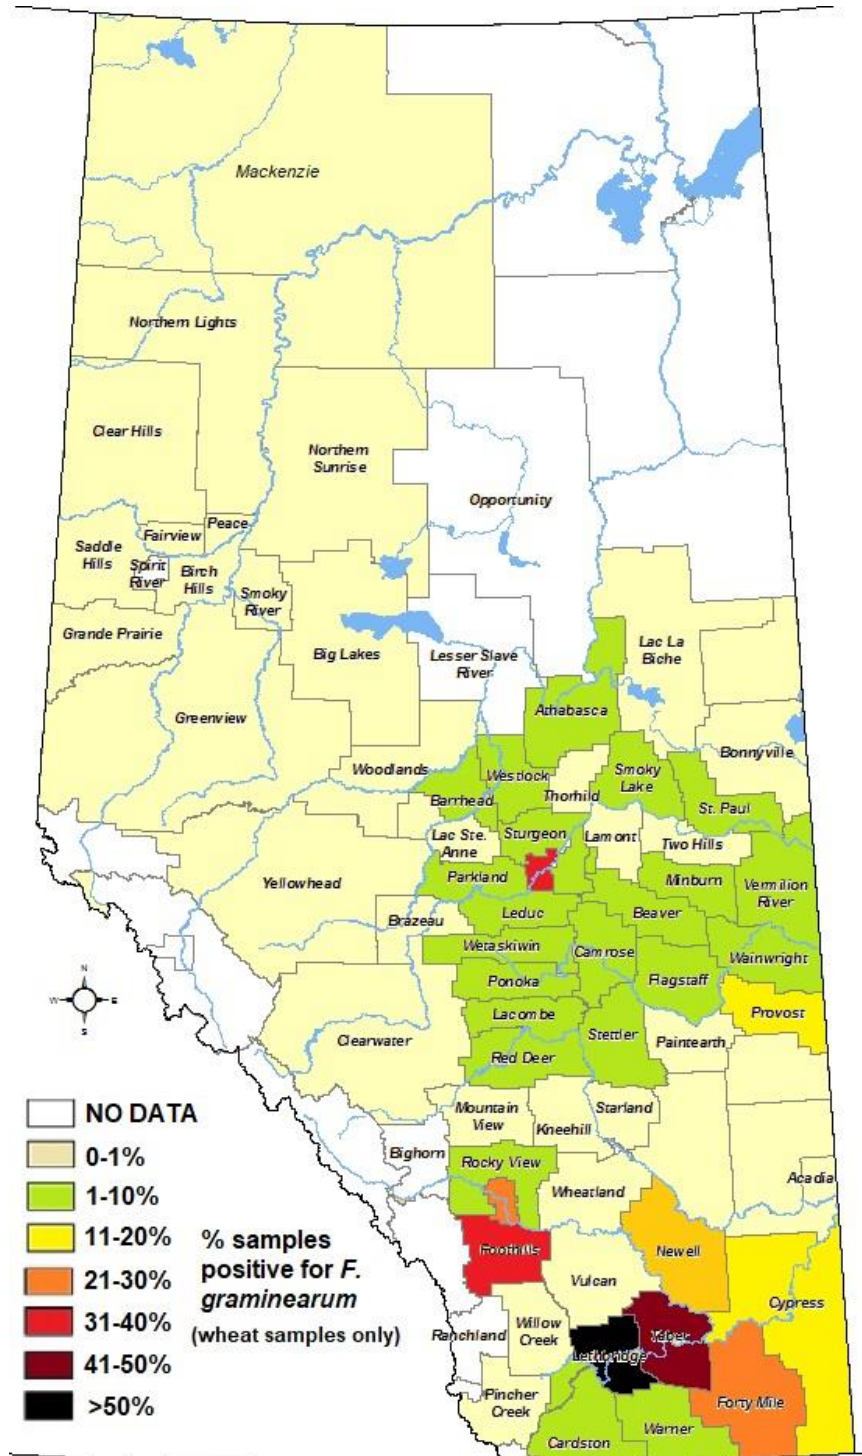 Mackenzie
Northern Lights
Clear Hills
Northern
Sunrise
Opportunity
Peace
Fairview
Saddle
Hills
Spirit
River
Birch
Hills
Smoky
River
Grande Prairie
Big Lakes
Lesser Slave
River
Lac La
Biche
Greenview
Athabasca
Bonnyville
Woodlands
Westlock
Smoky
Lake
Barrhead
Thorhild
St. Paul
Lac Ste.
Anne
Sturgeon
Lamont
Two Hills
Yellowhead
Parkland
Minburn
Vermilion
River
Brazeau
Leduc
Beaver
Wetaskiwin
Camrose
Wainwright
Ponoka
Flagstaff
N
W
E
S
Lacombe
Provost
Clearwater
Stettler
Paintearth
Red Deer
Mountain
View
Starland
Kneehill
Bighorn
Rocky View
Acadia
Wheatland
Foothills
Newell
Vulcan
Cypress
Ranchland
Willow
Creek
Taber
Lethbridge
Pincher
Creek
Forty Mile
Cardston
Warner
NO DATA
0-1%
1-10%
11-20%
21-30%
31-40%
41-50%
>50%
% samples
positive for F.
graminearum
(wheat samples only)